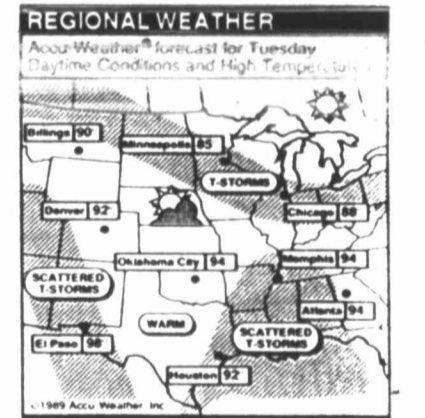 REGIONAL WEATHER
Accu-Weather® forecast for Tuesday
Daytime Conditions and High Temperatures
Billings 90°
Minneapolis 85
T-STORMS
Denver 92°
Chicago 88
Oklahoma City 94
Memphis 94
SCATTERED
T-STORMS
Atlanta 94
WARM
SCATTERED
T-STORMS
El Paso 98°
Houston 92°
©1989 Accu Weather Inc